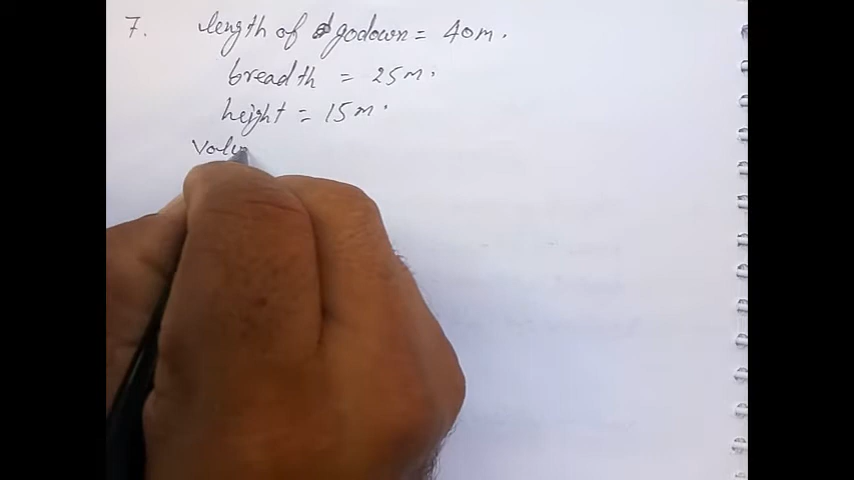 7. length of godown = 40m.
breadth = 25m.
height = 15m.
Volu